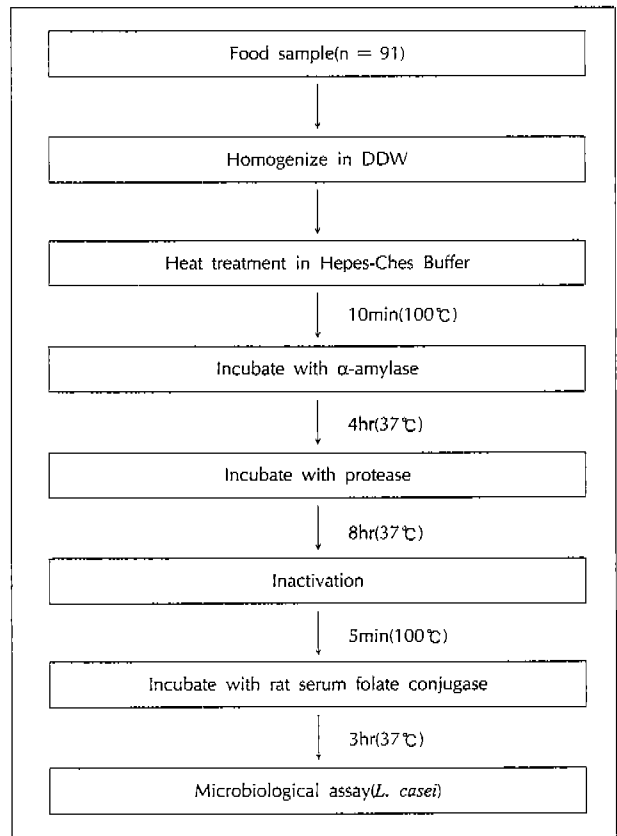 Food sample(n = 91)
Homogenize in DDW
Heat treatment in Hepes-Ches Buffer
10min(100℃)
Incubate with α-amylase
4hr(37℃)
Incubate with protease
8hr(37℃)
Inactivation
5min(100℃)
Incubate with rat serum folate conjugase
3hr(37℃)
Microbiological assay(L. casei)